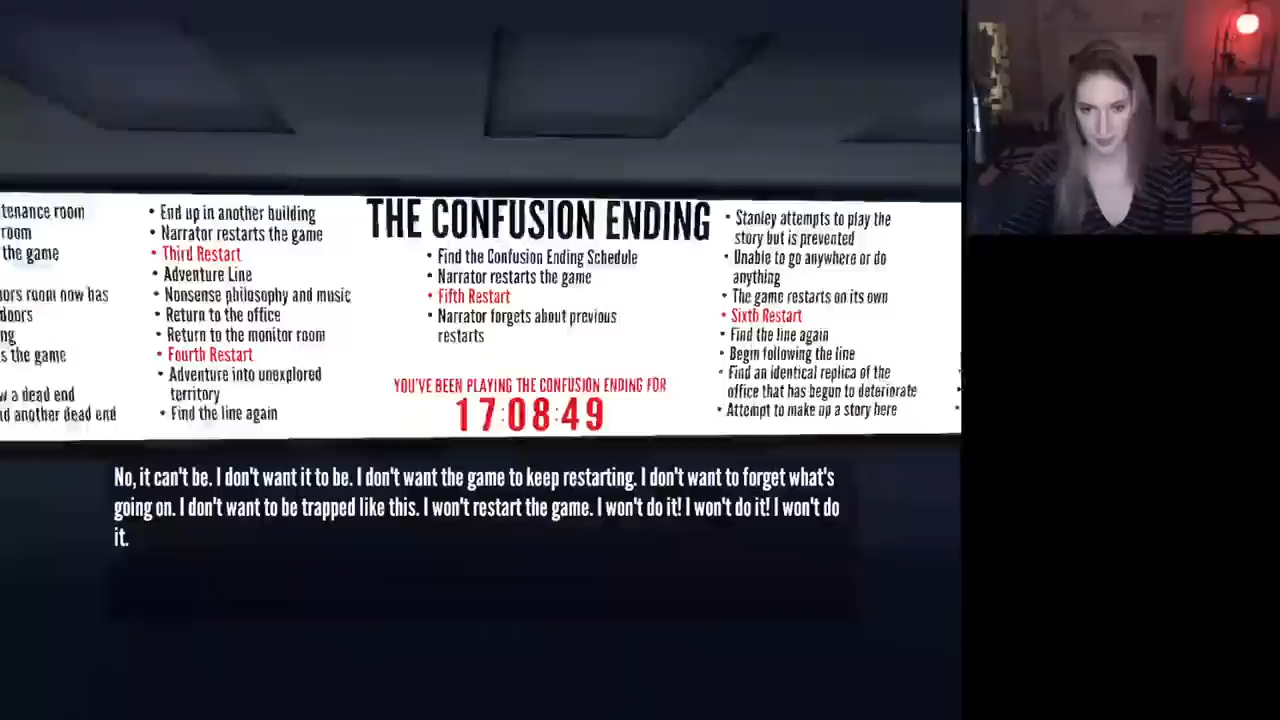 tenance room
room
the game
ors room now has
doors
ng
s the game
w a dead end
nd another dead end
• End up in another building
• Narrator restarts the game
• Third Restart
• Adventure Line
• Nonsense philosophy and music
• Return to the office
• Return to the monitor room
• Fourth Restart
• Adventure into unexplored
territory
• Find the line again
THE CONFUSION ENDING
• Find the Confusion Ending Schedule
• Narrator restarts the game
• Fifth Restart
• Narrator forgets about previous
restarts
YOU'VE BEEN PLAYING THE CONFUSION ENDING FOR
17:08:49
• Stanley attempts to play the
story but is prevented
• Unable to go anywhere or do
anything
• The game restarts on its own
• Sixth Restart
• Find the line again
• Begin following the line
• Find an identical replica of the
office that has begun to deteriorate
• Attempt to make up a story here
No, it can't be. I don't want it to be. I don't want the game to keep restarting. I don't want to forget what's
going on. I don't want to be trapped like this. I won't restart the game. I won't do it! I won't do it! I won't do
it.